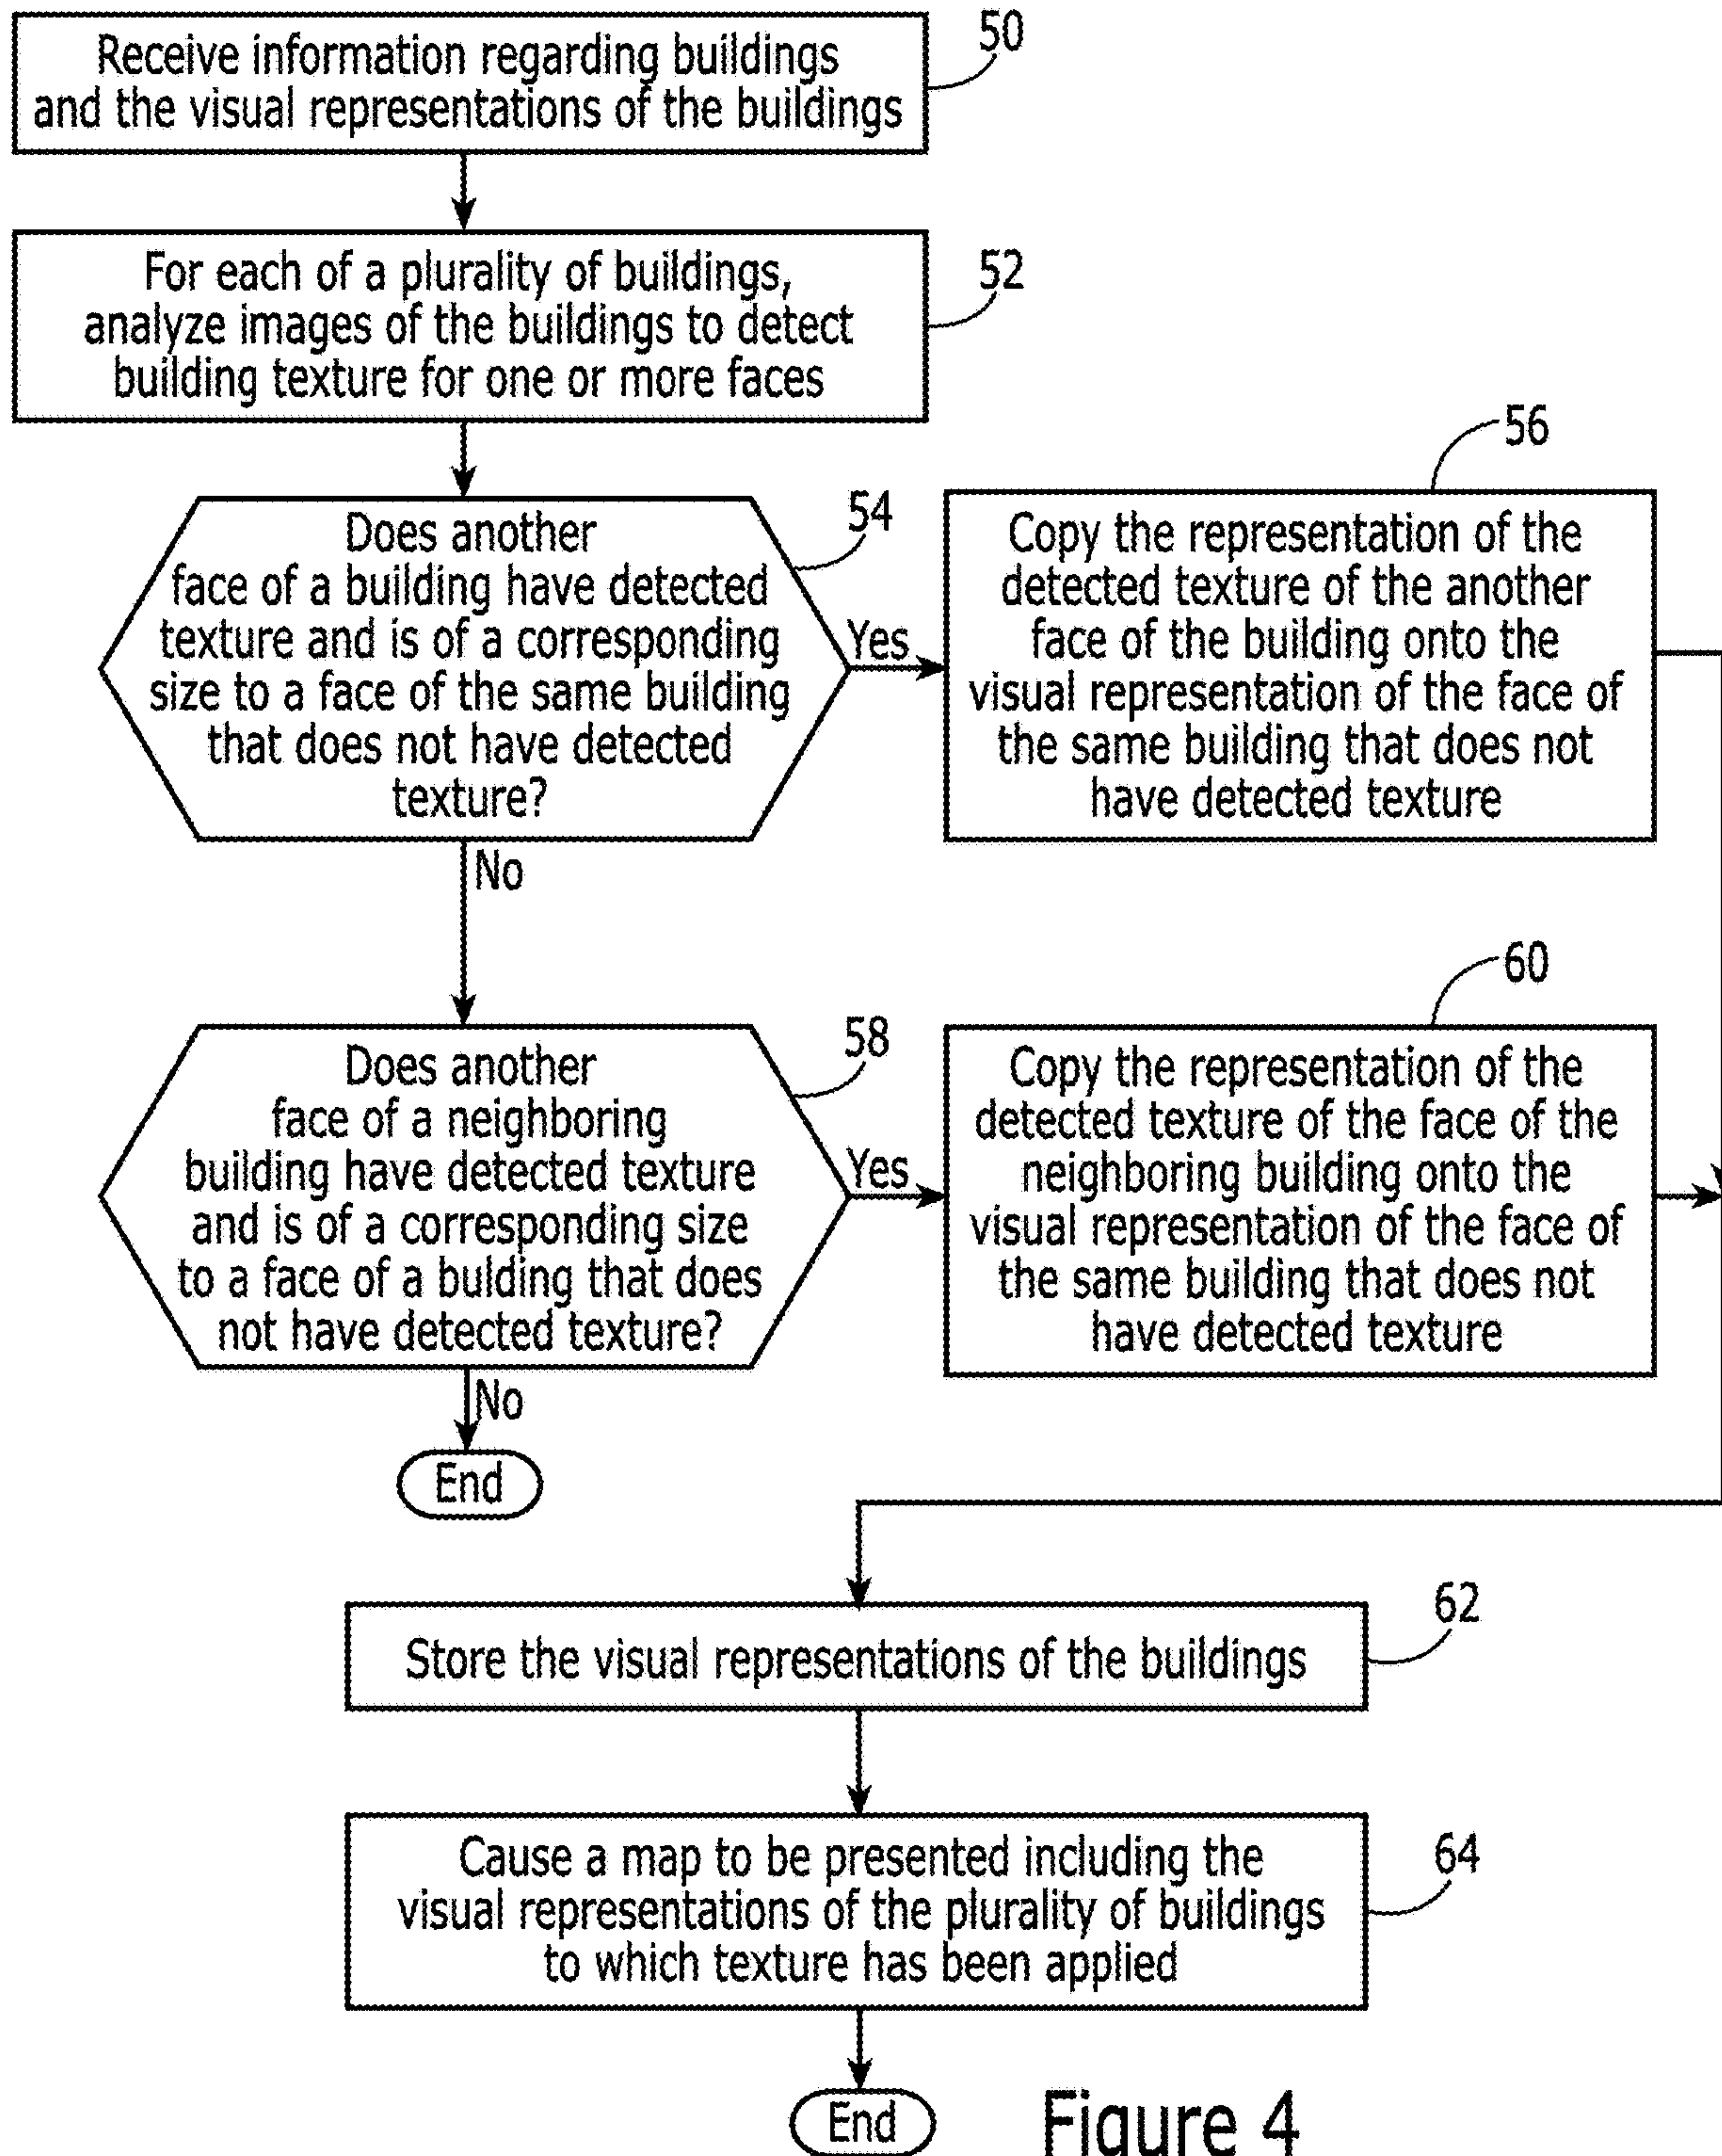 Receive information regarding buildings
and the visual representations of the buildings
50
For each of a plurality of buildings,
analyze images of the buildings to detect
building texture for one or more faces
52
Does another
face of a building have detected
texture and is of a corresponding
size to a face of the same building
that does not have detected
texture?
54
Yes
No
Copy the representation of the
detected texture of the another
face of the building onto the
visual representation of the face of
the same building that does not
have detected texture
56
Does another
face of a neighboring
building have detected texture
and is of a corresponding size
to a face of a bulding that does
not have detected texture?
58
Yes
No
Copy the representation of the
detected texture of the face of the
neighboring building onto the
visual representation of the face of
the same building that does not
have detected texture
60
End
Store the visual representations of the buildings
62
Cause a map to be presented including the
visual representations of the plurality of buildings
to which texture has been applied
64
End
Figure 4